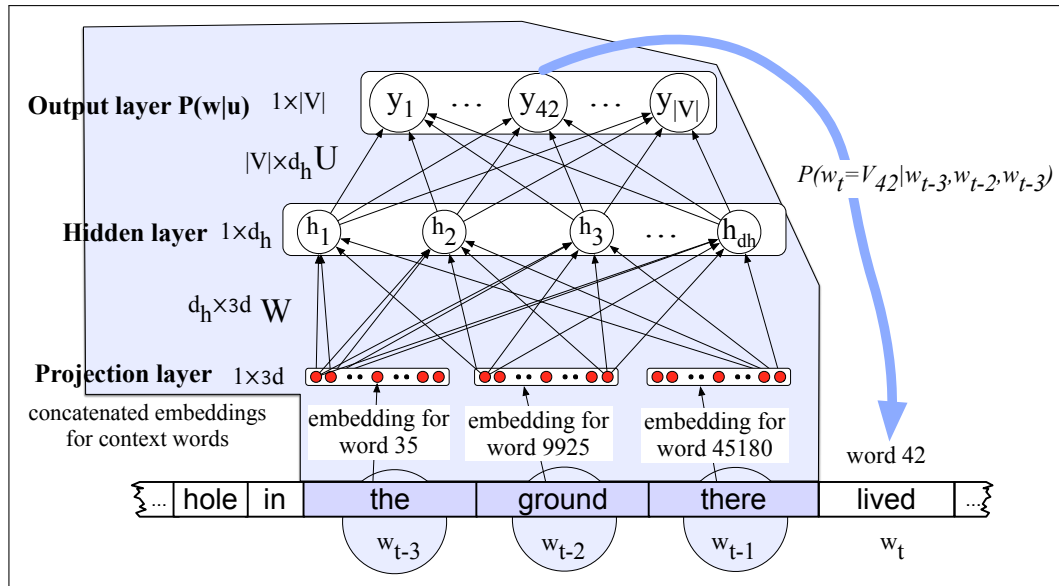 Output layer P(w|u) 1×|V|
y1 ... y42 ... y|V|
|V|×dh U
P(wt=V42|wt-3,wt-2,wt-3)
Hidden layer 1×dh
h1 h2 h3 ... hdh
dh×3d W
Projection layer 1×3d
concatenated embeddings
for context words
embedding for
word 35
embedding for
word 9925
embedding for
word 45180
word 42
... hole in the ground there lived ...
wt-3 wt-2 wt-1 wt